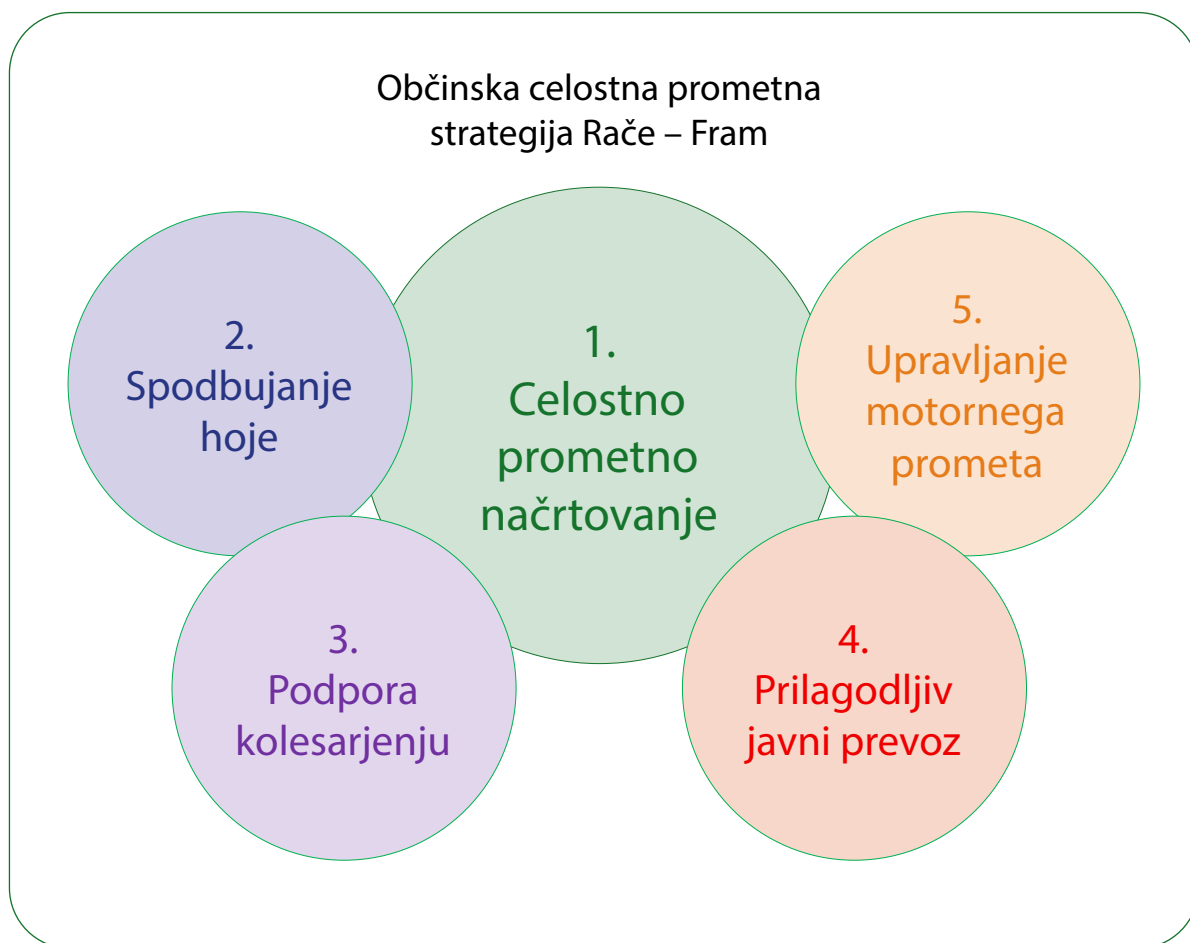 Občinska celostna prometna
strategija Rače – Fram
1.
Celostno
prometno
načrtovanje
2.
Spodbujanje
hoje
3.
Podpora
kolesarjenju
4.
Prilagodljiv
javni prevoz
5.
Upravljanje
motornega
prometa